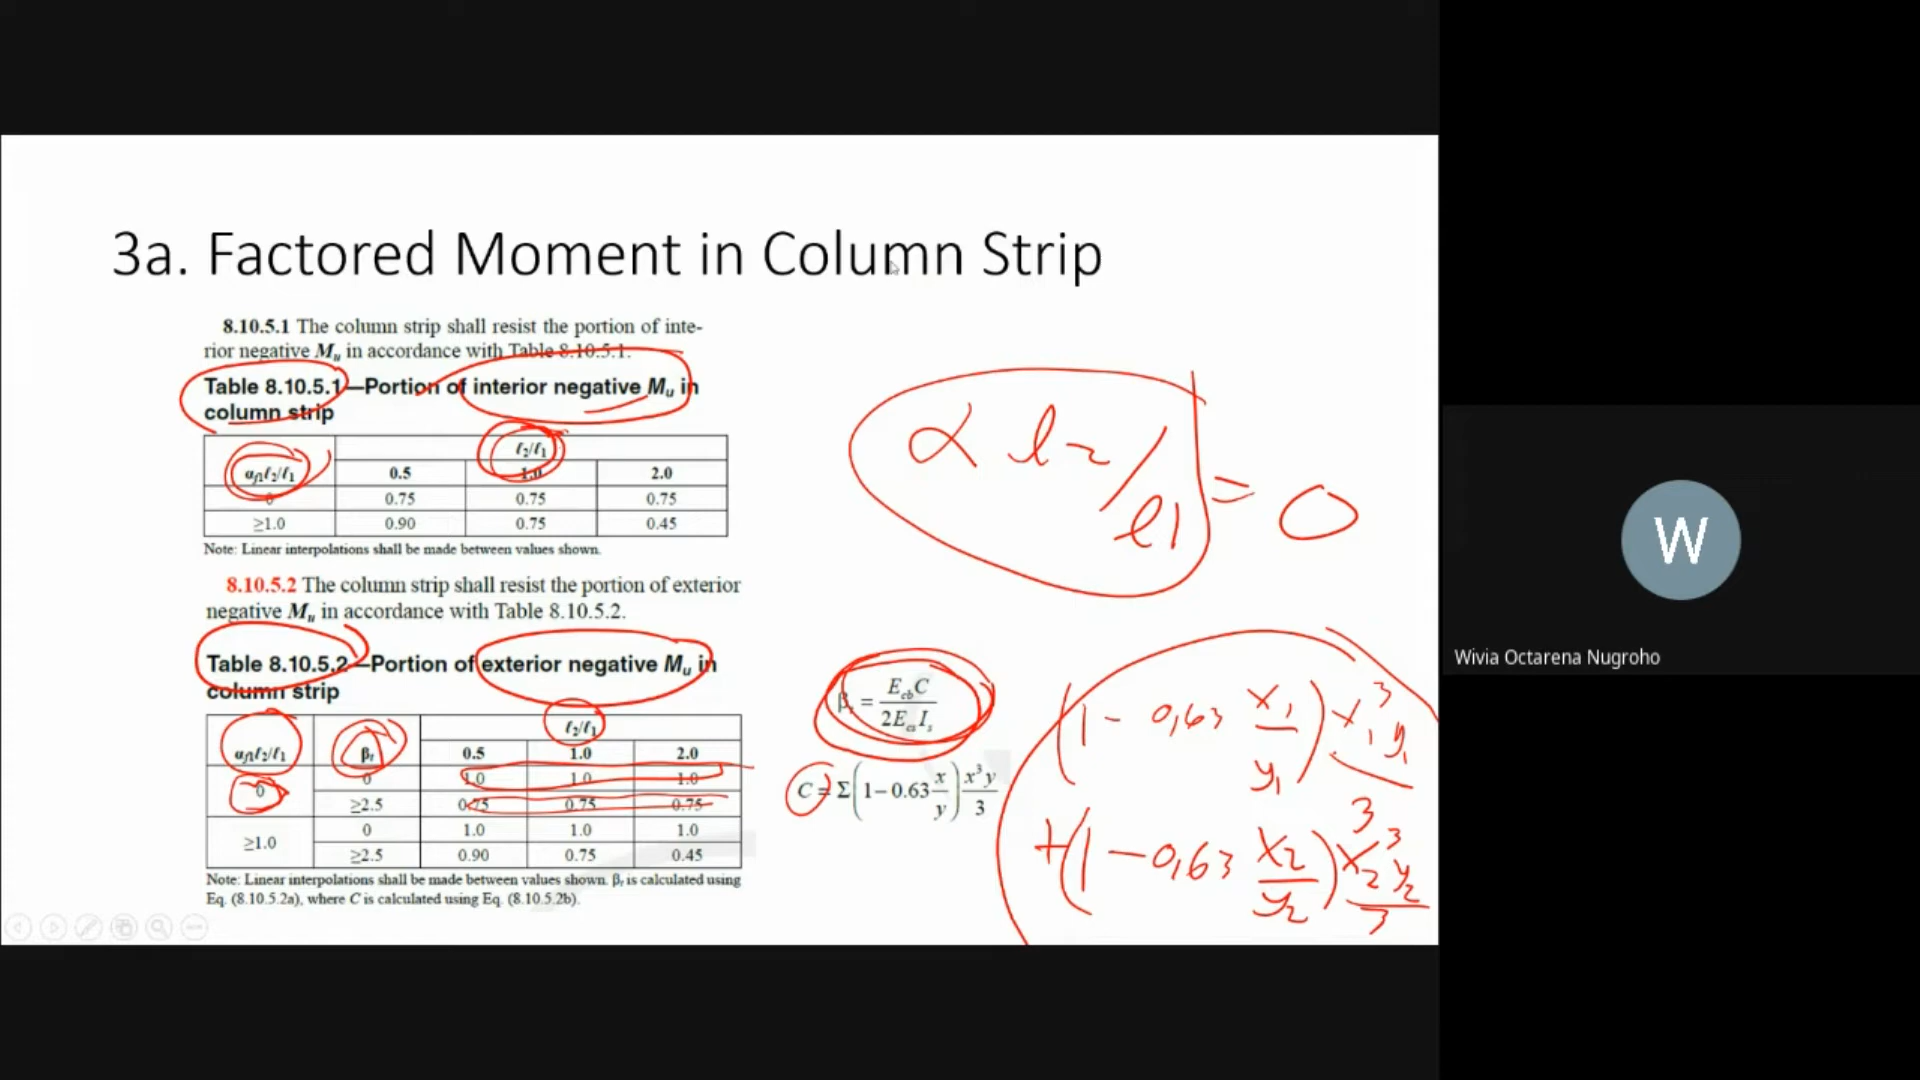 3a. Factored Moment in Column Strip
8.10.5.1 The column strip shall resist the portion of inte-
rior negative Mu in accordance with Table 8.10.5.1.
Table 8.10.5.1—Portion of interior negative Mu in
column strip
αf1ℓ2/ℓ1 ℓ2/ℓ1
0.5 1.0 2.0
0 0.75 0.75 0.75
≥1.0 0.90 0.75 0.45
Note: Linear interpolations shall be made between values shown.
8.10.5.2 The column strip shall resist the portion of exterior
negative Mu in accordance with Table 8.10.5.2.
Table 8.10.5.2—Portion of exterior negative Mu in
column strip
αf1ℓ2/ℓ1 βt ℓ2/ℓ1
0.5 1.0 2.0
0 0 1.0 1.0 1.0
≥2.5 0.75 0.75 0.75
≥1.0 0 1.0 1.0 1.0
≥2.5 0.90 0.75 0.45
Note: Linear interpolations shall be made between values shown. βt is calculated using
Eq. (8.10.5.2a), where C is calculated using Eq. (8.10.5.2b).
α l2/l1 = 0
βt = EcbC / 2EcsIs
C = Σ(1−0.63 x/y) x³y/3
(1 - 0,63 x1/y1) x1³ y1
+(1 - 0,63 x2/y2) x2³ y2/3
3
W
Wivia Octarena Nugroho